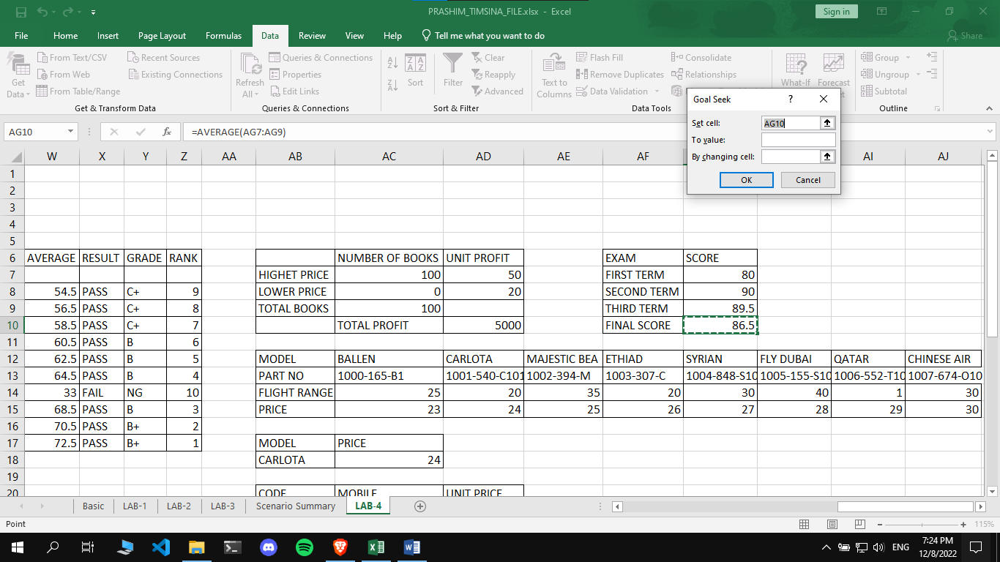 PRASHIM_TIMSINA_FILE.xlsx - Excel
Sign in
File Home Insert Page Layout Formulas Data Review View Help Tell me what you want to do Share
From Text/CSV Recent Sources Queries & Connections Clear Flash Fill Consolidate Group
From Web Existing Connections Properties Reapply Remove Duplicates Relationships Ungroup
From Table/Range Edit Links Advanced Data Validation Subtotal
Get Data Refresh All Sort Filter Text to Columns What-If Forecast
Get & Transform Data Queries & Connections Sort & Filter Data Tools Outline
Goal Seek ?
Set cell: AG10
To value:
By changing cell:
OK Cancel
AG10 fx =AVERAGE(AG7:AG9)
W X Y Z AA AB AC AD AE AF AI AJ
1
2
3
4
5
6 AVERAGE RESULT GRADE RANK NUMBER OF BOOKS UNIT PROFIT EXAM SCORE
7 HIGHET PRICE 100 50 FIRST TERM 80
8 54.5 PASS C+ 9 LOWER PRICE 0 20 SECOND TERM 90
9 56.5 PASS C+ 8 TOTAL BOOKS 100 THIRD TERM 89.5
10 58.5 PASS C+ 7 TOTAL PROFIT 5000 FINAL SCORE 86.5
11 60.5 PASS B 6
12 62.5 PASS B 5 MODEL BALLEN CARLOTA MAJESTIC BEA ETHIAD SYRIAN FLY DUBAI QATAR CHINESE AIR
13 64.5 PASS B 4 PART NO 1000-165-B1 1001-540-C101 1002-394-M 1003-307-C 1004-848-S10 1005-155-S10 1006-552-T10 1007-674-O10
14 33 FAIL NG 10 FLIGHT RANGE 25 20 35 20 30 40 1 30
15 68.5 PASS B 3 PRICE 23 24 25 26 27 28 29 30
16 70.5 PASS B+ 2
17 72.5 PASS B+ 1 MODEL PRICE
18 CARLOTA 24
19
20 CODE MOBILE UNIT PRICE
Basic LAB-1 LAB-2 LAB-3 Scenario Summary LAB-4
Point 115%
ENG 7:24 PM
12/8/2022